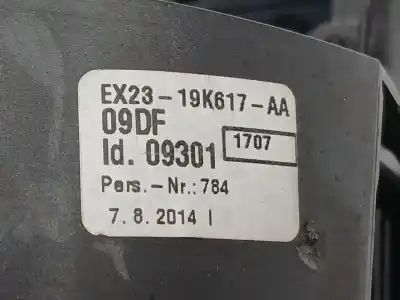 EX23-19K617-AA
09DF
Id. 09301 1707
Pers.-Nr.:784
7.8.2014 I